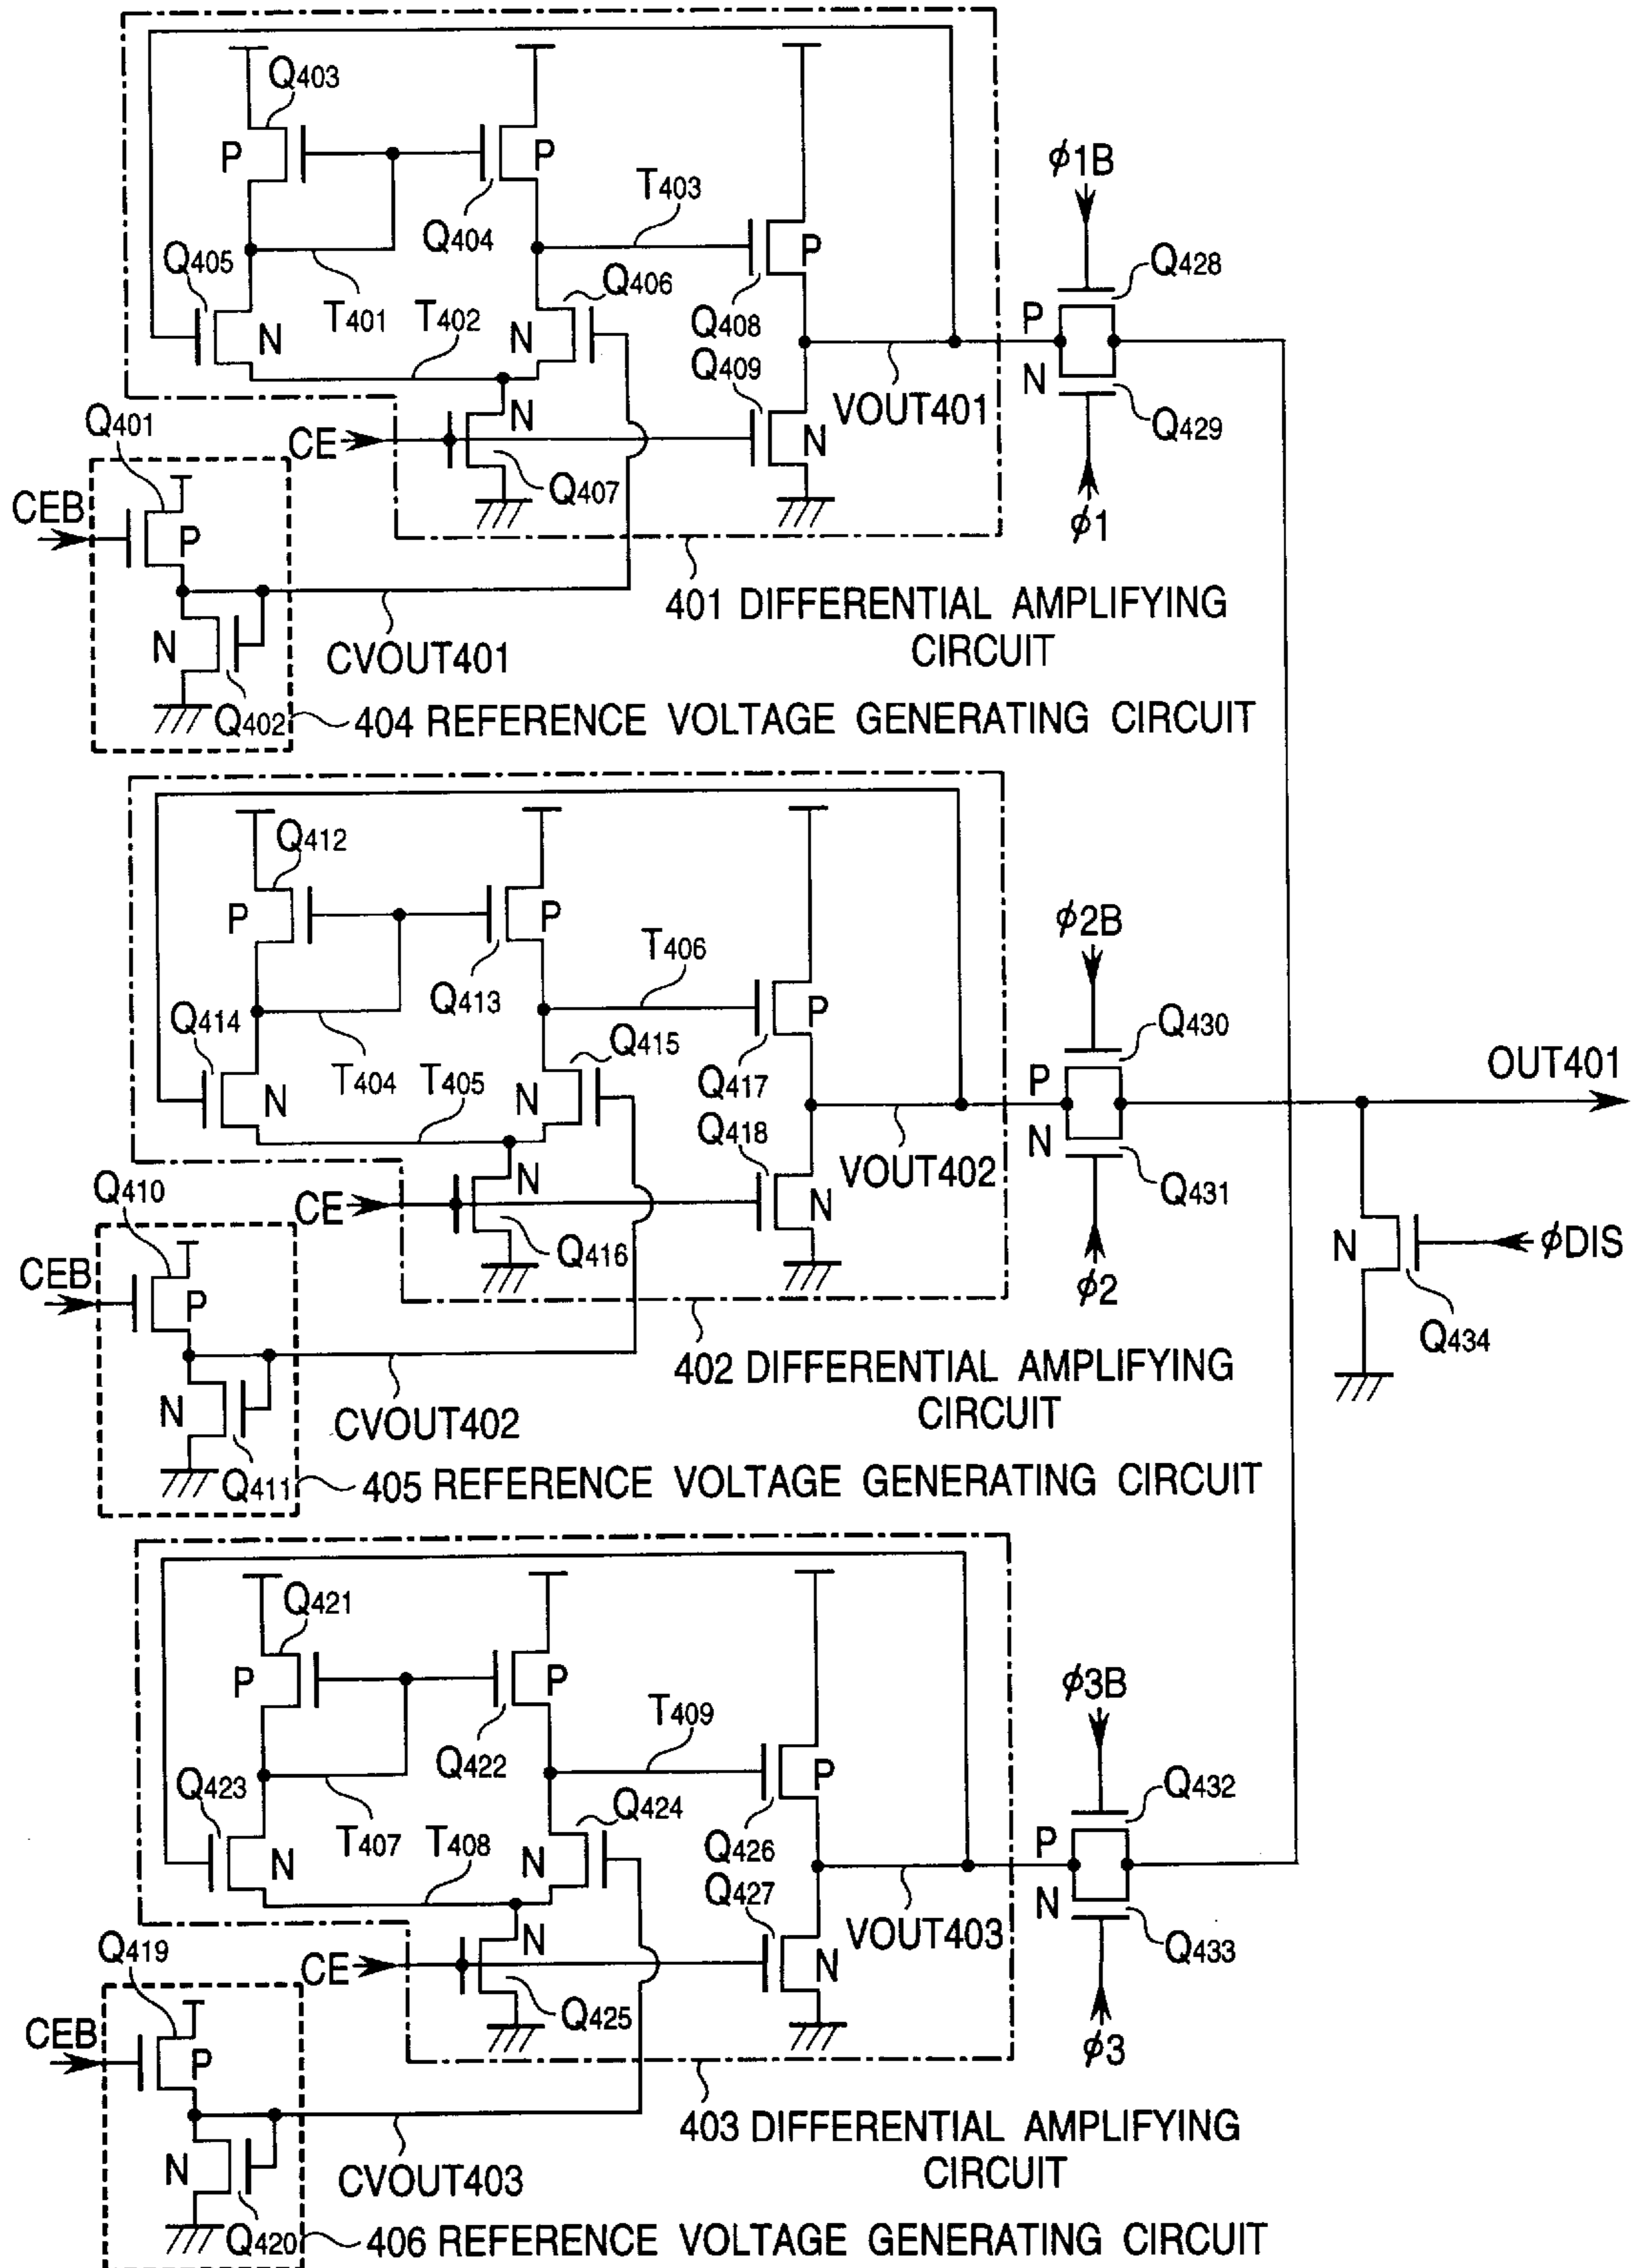 Q403
P
P
T403
Q404
Q405
Q406
P
N
T401
T402
N
Q408
Q409
VOUT401
φ1B
Q428
P
N
Q429
φ1
Q401
CE
N
N
Q407
CEB
P
N
Q402
CVOUT401
401 DIFFERENTIAL AMPLIFYING
CIRCUIT
404 REFERENCE VOLTAGE GENERATING CIRCUIT
Q412
P
P
T406
Q413
Q414
Q415
P
N
T404
T405
N
Q417
Q418
VOUT402
φ2B
Q430
P
N
Q431
φ2
OUT401
N
φDIS
Q434
Q410
CE
N
N
Q416
CEB
P
N
Q411
CVOUT402
402 DIFFERENTIAL AMPLIFYING
CIRCUIT
405 REFERENCE VOLTAGE GENERATING CIRCUIT
Q421
P
P
T409
Q422
Q423
Q424
P
N
T407
T408
N
Q426
Q427
VOUT403
φ3B
Q432
P
N
Q433
φ3
Q419
CE
N
N
Q425
CEB
P
N
Q420
CVOUT403
403 DIFFERENTIAL AMPLIFYING
CIRCUIT
406 REFERENCE VOLTAGE GENERATING CIRCUIT